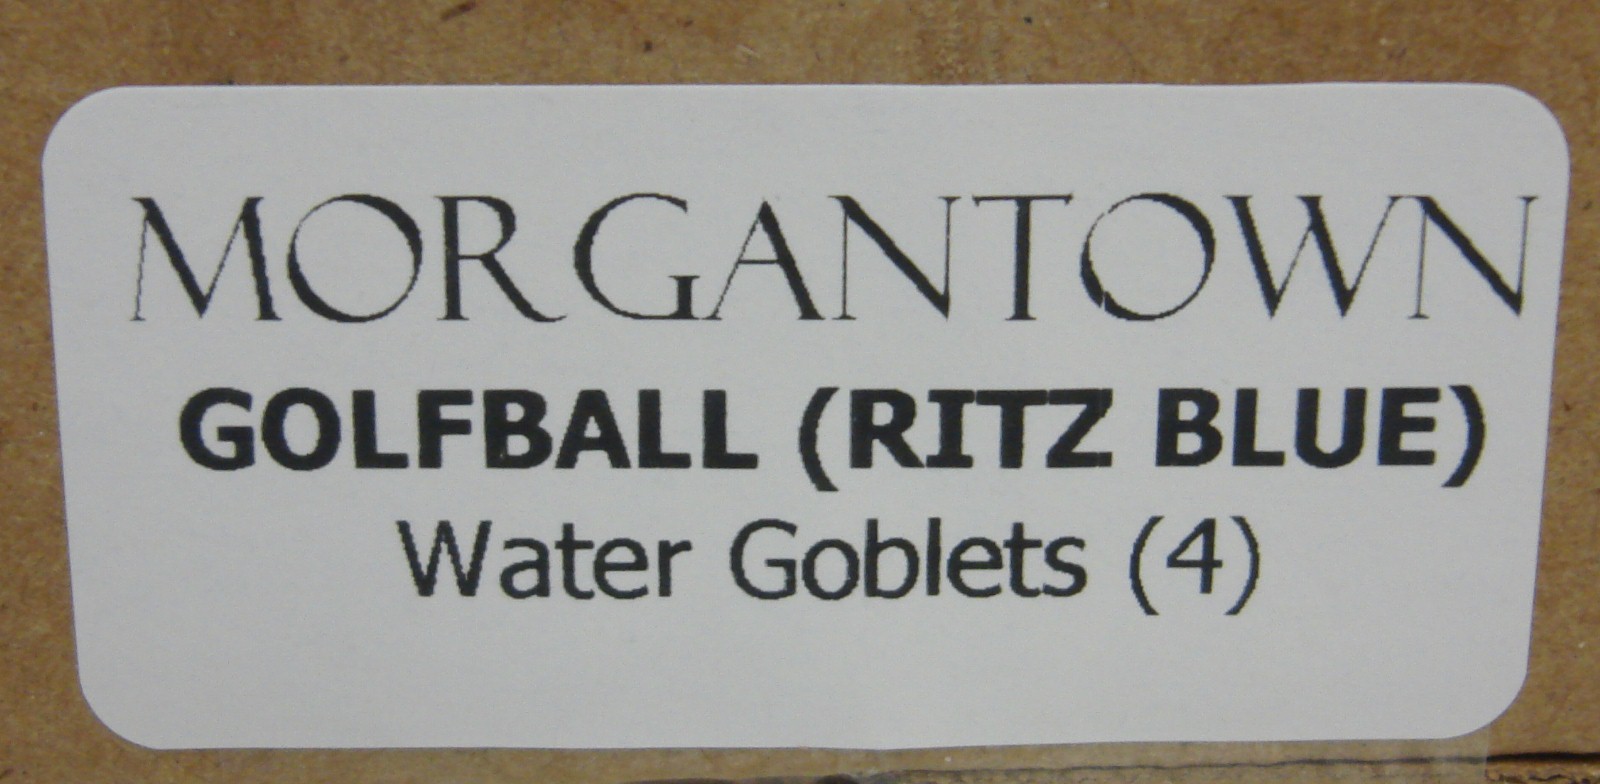 MORGANTOWN
GOLFBALL (RITZ BLUE)
Water Goblets (4)